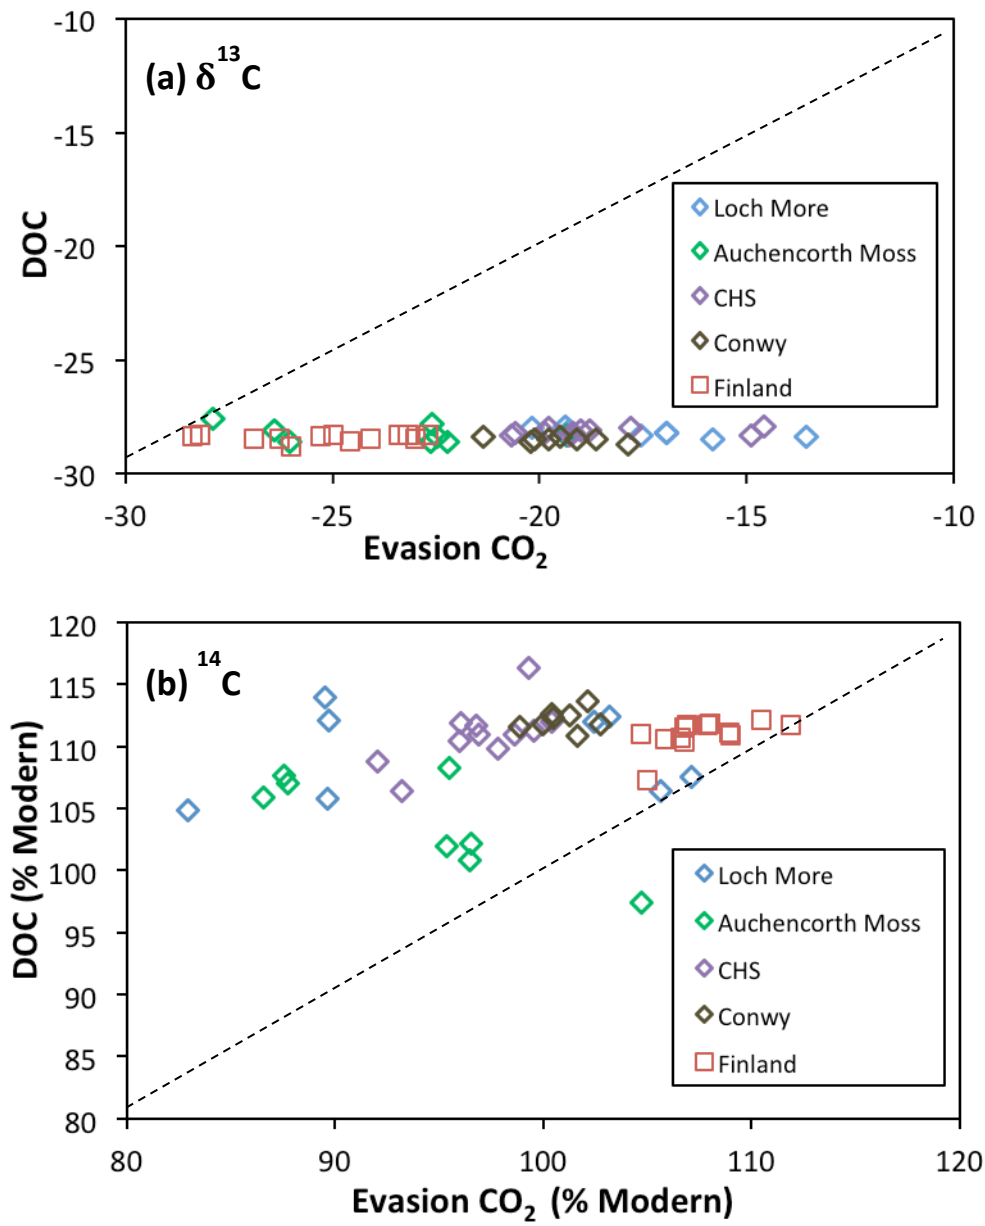 -10
-15
-20
-25
-30
DOC
(a) δ13C
Loch More
Auchencorth Moss
CHS
Conwy
Finland
-30 -25 -20 -15 -10
Evasion CO2
120
115
110
105
100
95
90
85
80
DOC (% Modern)
(b) 14C
Loch More
Auchencorth Moss
CHS
Conwy
Finland
80 90 100 110 120
Evasion CO2 (% Modern)